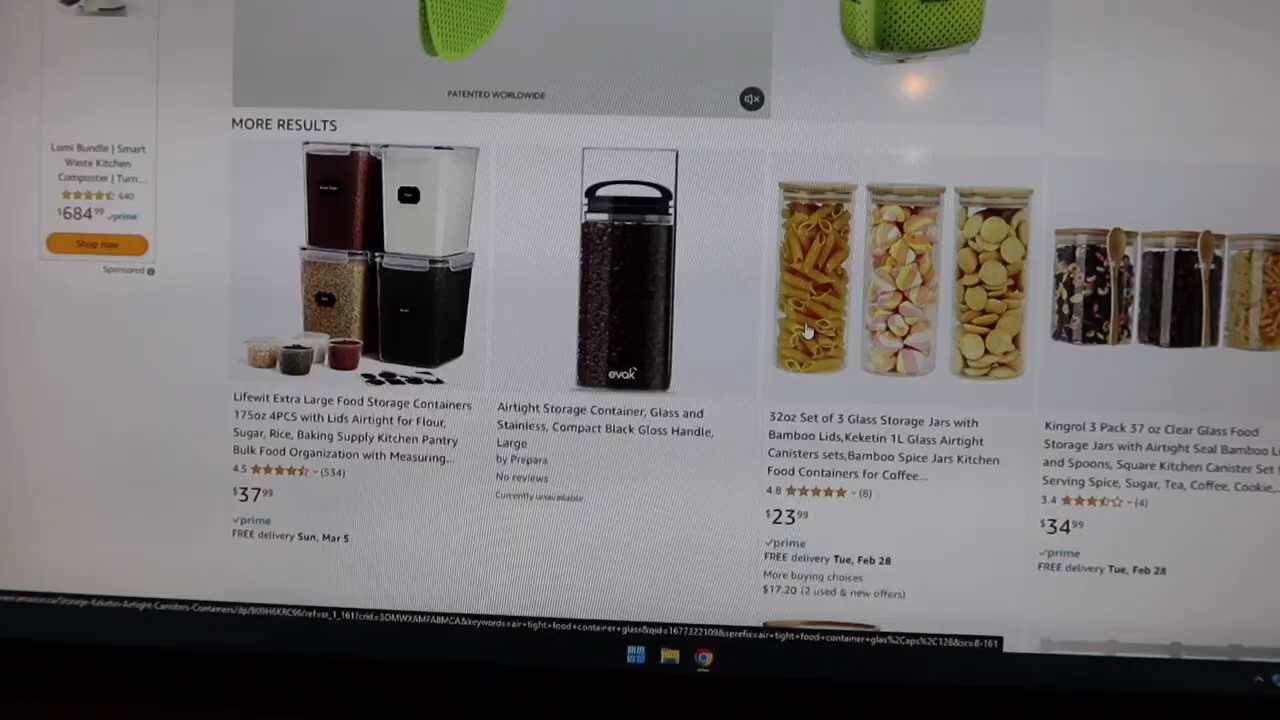 PATENTED WORLDWIDE
MORE RESULTS
Lomi Bundle | Smart
Waste Kitchen
Composter | Turn...
640
$684.99 prime
Shop now
Sponsored
evak
Lifewit Extra Large Food Storage Containers
175oz 4PCS with Lids Airtight for Flour,
Sugar, Rice, Baking Supply Kitchen Pantry
Bulk Food Organization with Measuring...
4.5 (534)
$37.99
prime
FREE delivery Sun, Mar 5
Airtight Storage Container, Glass and
Stainless, Compact Black Gloss Handle,
Large
by Prepara
No reviews
Currently unavailable
32oz Set of 3 Glass Storage Jars with
Bamboo Lids,Keketin 1L Glass Airtight
Canisters sets,Bamboo Spice Jars Kitchen
Food Containers for Coffee...
4.8 (8)
$23.99
prime
FREE delivery Tue, Feb 28
More buying choices
$17.20 (2 used & new offers)
Kingrol 3 Pack 37 oz Clear Glass Food
Storage Jars with Airtight Seal Bamboo
and Spoons, Square Kitchen Canister Set
Serving Spice, Sugar, Tea, Coffee, Cookie,...
3.4 (4)
$34.99
prime
FREE delivery Tue, Feb 28